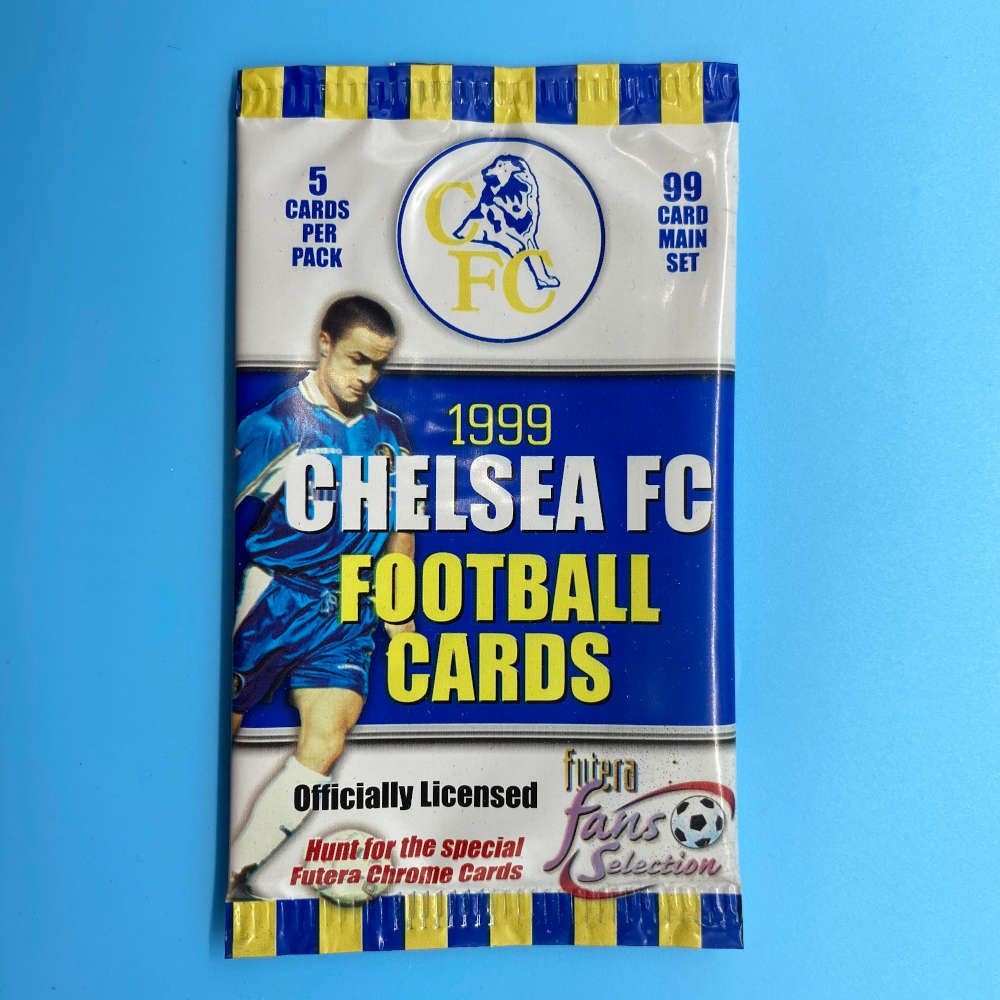 5
CARDS
PER
PACK
CFC
99
CARD
MAIN
SET
1999
CHELSEA FC
FOOTBALL
CARDS
Officially Licensed
Hunt for the special
Futera Chrome Cards
futera
fans
Selection